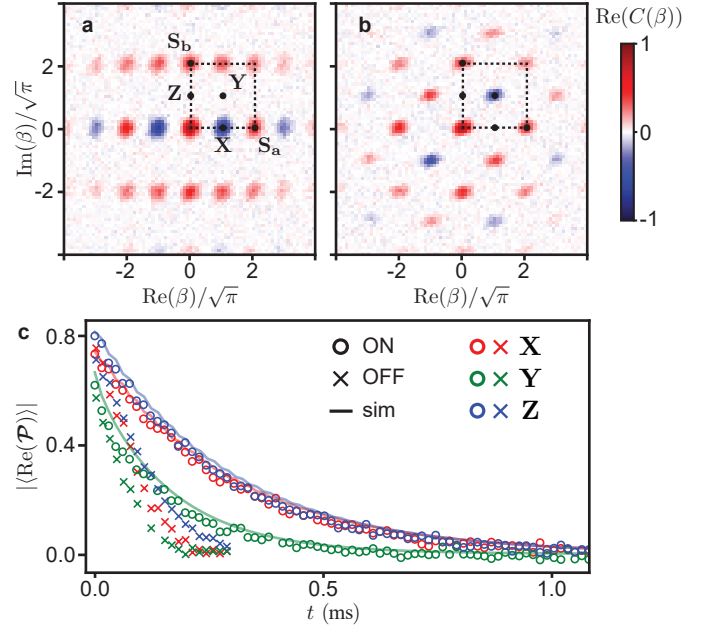 Re(C(β))
a
b
S_b
Z
Y
X
S_a
Im(β)/√π
2
0
-2
-2
0
2
-2
0
2
Re(β)/√π
Re(β)/√π
1
0
-1
c
|⟨Re(𝒫)⟩|
0.8
0.4
0.0
ON
OFF
sim
X
Y
Z
0.0
0.5
1.0
t (ms)